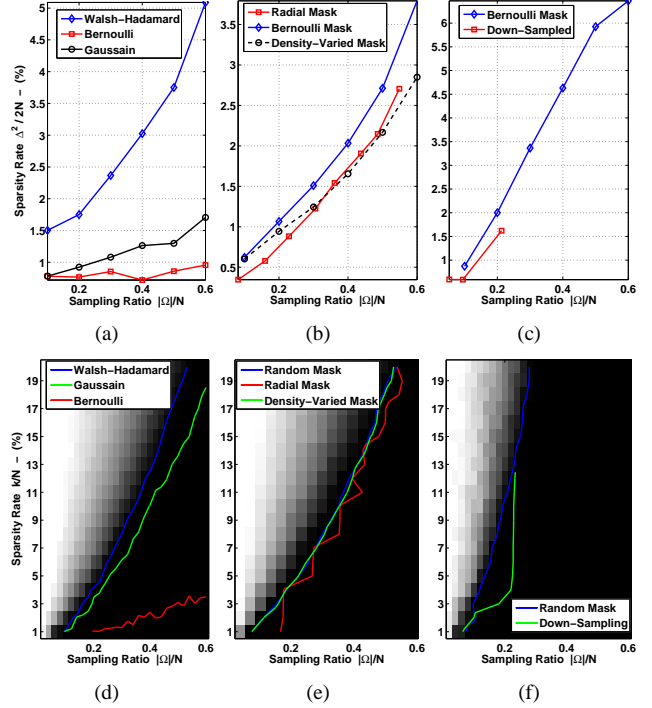 Sparsity Rate Δ² / 2N - (%)
5
4.5
4
3.5
3
2.5
2
1.5
1
Walsh-Hadamard
Bernoulli
Gaussain
0.2 0.4 0.6
Sampling Ratio |Ω|/N
(a)
3.5
3
2.5
2
1.5
1
0.5
Radial Mask
Bernoulli Mask
Density-Varied Mask
0.2 0.4 0.6
Sampling Ratio |Ω|/N
(b)
6
5.5
5
4.5
4
3.5
3
2.5
2
1.5
1
Bernoulli Mask
Down-Sampled
0.2 0.4 0.6
Sampling Ratio |Ω|/N
(c)
Sparsity Rate k/N - (%)
19
17
15
13
11
9
7
5
3
1
Walsh-Hadamard
Gaussain
Bernoulli
0.2 0.4 0.6
Sampling Ratio |Ω|/N
(d)
19
17
15
13
11
9
7
5
3
1
Random Mask
Radial Mask
Density-Varied Mask
0.2 0.4 0.6
Sampling Ratio |Ω|/N
(e)
19
17
15
13
11
9
7
5
3
1
Random Mask
Down-Sampling
0.2 0.4 0.6
Sampling Ratio |Ω|/N
(f)